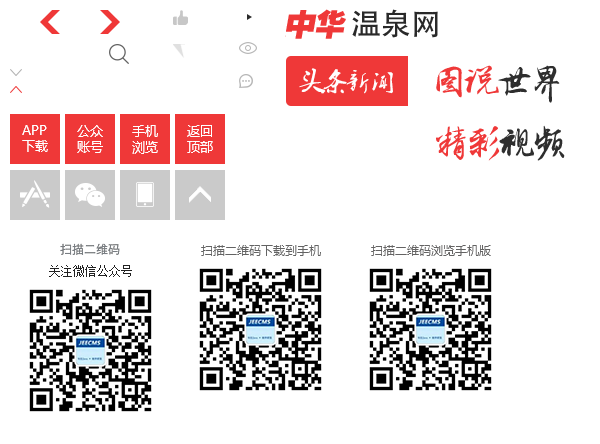 中华温泉网
头条新闻
图说世界
精彩视频
APP
下载
公众
账号
手机
浏览
返回
顶部
扫描二维码
关注微信公众号
扫描二维码下载到手机
扫描二维码浏览手机版
JEECMS
JEECMS
JEECMS